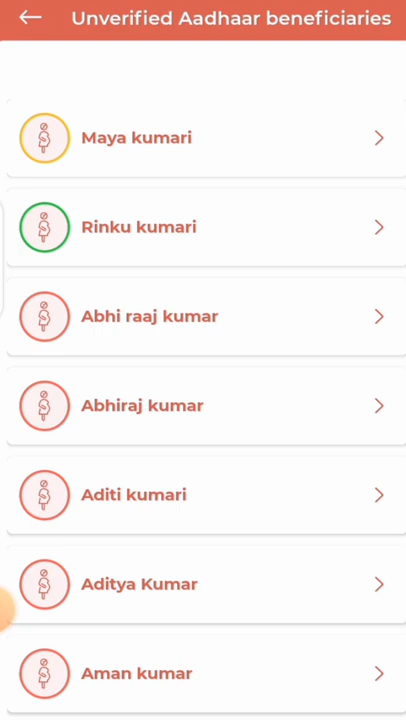 Unverified Aadhaar beneficiaries
Maya kumari
Rinku kumari
Abhi raaj kumar
Abhiraj kumar
Aditi kumari
Aditya Kumar
Aman kumar